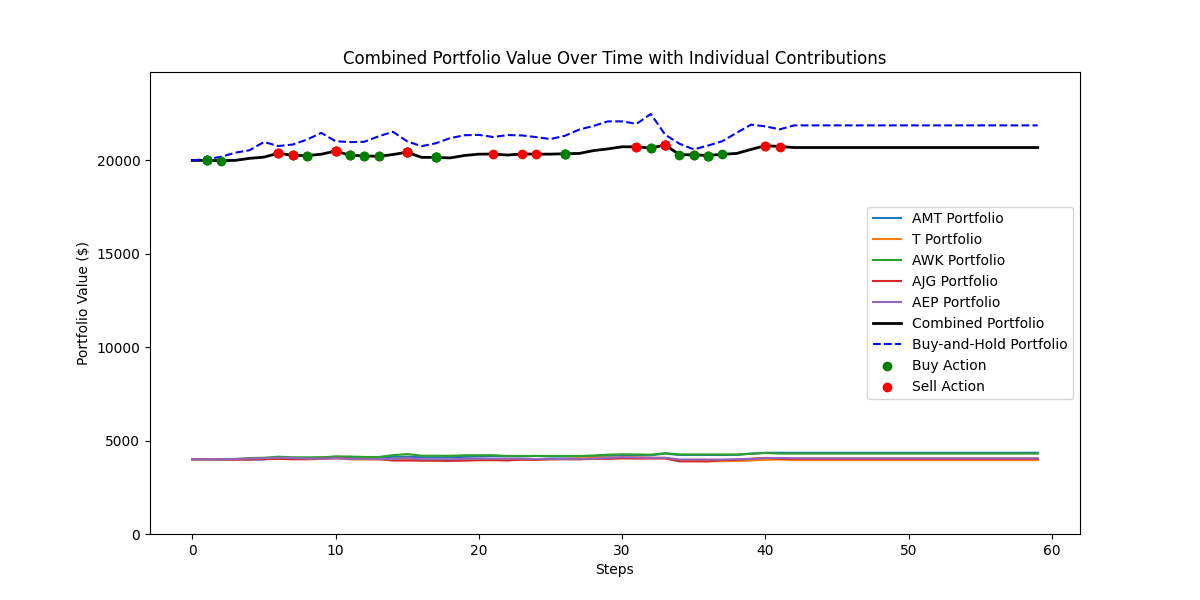 Combined Portfolio Value Over Time with Individual Contributions
Portfolio Value ($)
20000
15000
10000
5000
0
AMT Portfolio
T Portfolio
AWK Portfolio
AJG Portfolio
AEP Portfolio
Combined Portfolio
Buy-and-Hold Portfolio
Buy Action
Sell Action
0 10 20 30 40 50 60
Steps